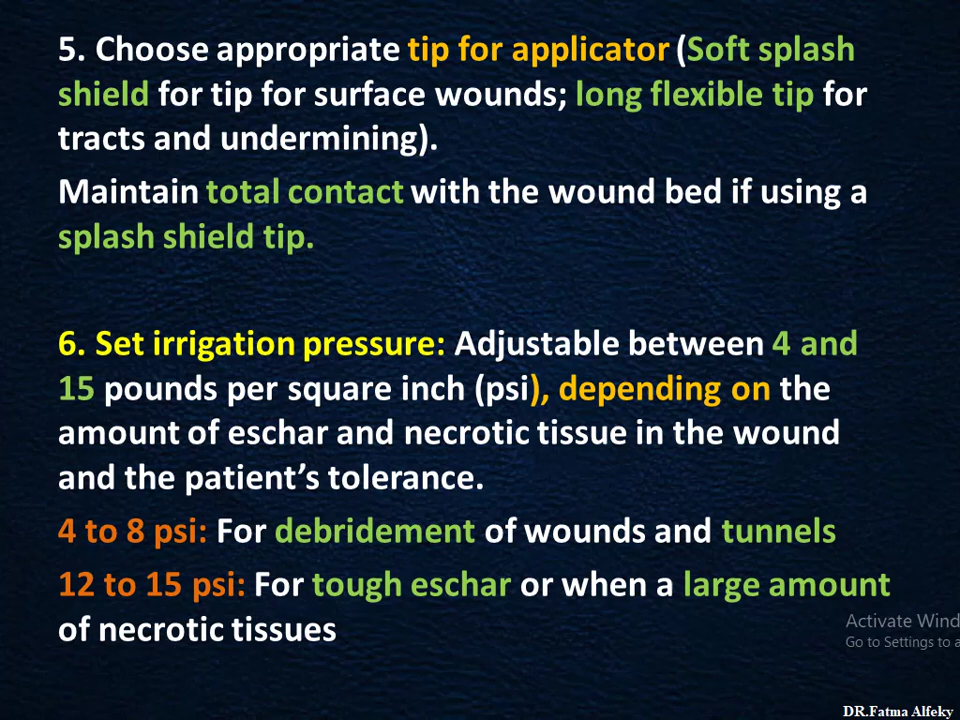 5. Choose appropriate tip for applicator (Soft splash
shield for tip for surface wounds; long flexible tip for
tracts and undermining).
Maintain total contact with the wound bed if using a
splash shield tip.
6. Set irrigation pressure: Adjustable between 4 and
15 pounds per square inch (psi), depending on the
amount of eschar and necrotic tissue in the wound
and the patient’s tolerance.
4 to 8 psi: For debridement of wounds and tunnels
12 to 15 psi: For tough eschar or when a large amount
of necrotic tissues
Activate Wind
Go to Settings to a
DR.Fatma Alfeky